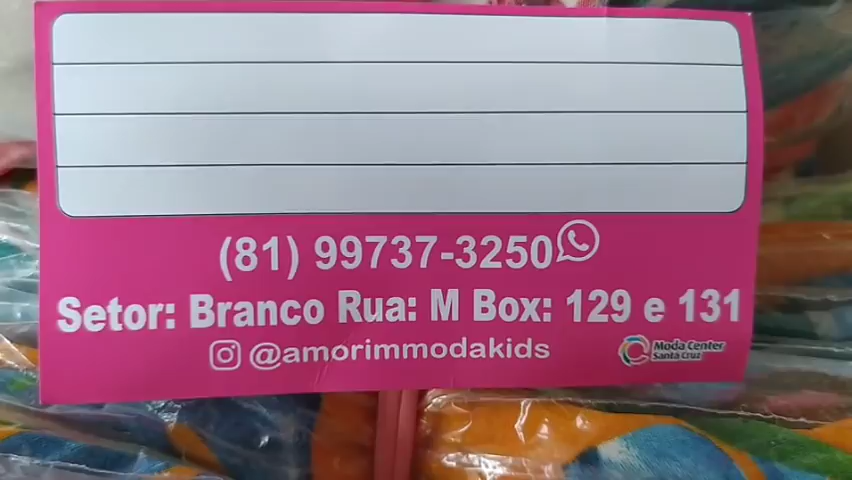 (81) 99737-3250
Setor: Branco Rua: M Box: 129 e 131
@amorimmodakids
Moda Center
Santa Cruz